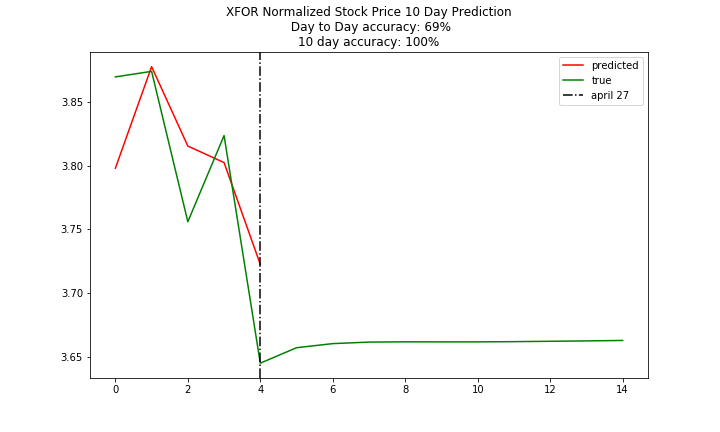 XFOR Normalized Stock Price 10 Day Prediction
Day to Day accuracy: 69%
10 day accuracy: 100%
predicted
true
april 27
3.85
3.80
3.75
3.70
3.65
0 2 4 6 8 10 12 14